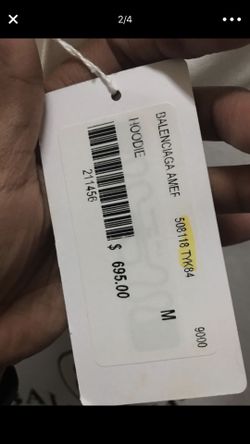 2/4
BALENCIAGA AMEF
508118 TYK84
9000
HOODIE
M
211456
$ 695.00